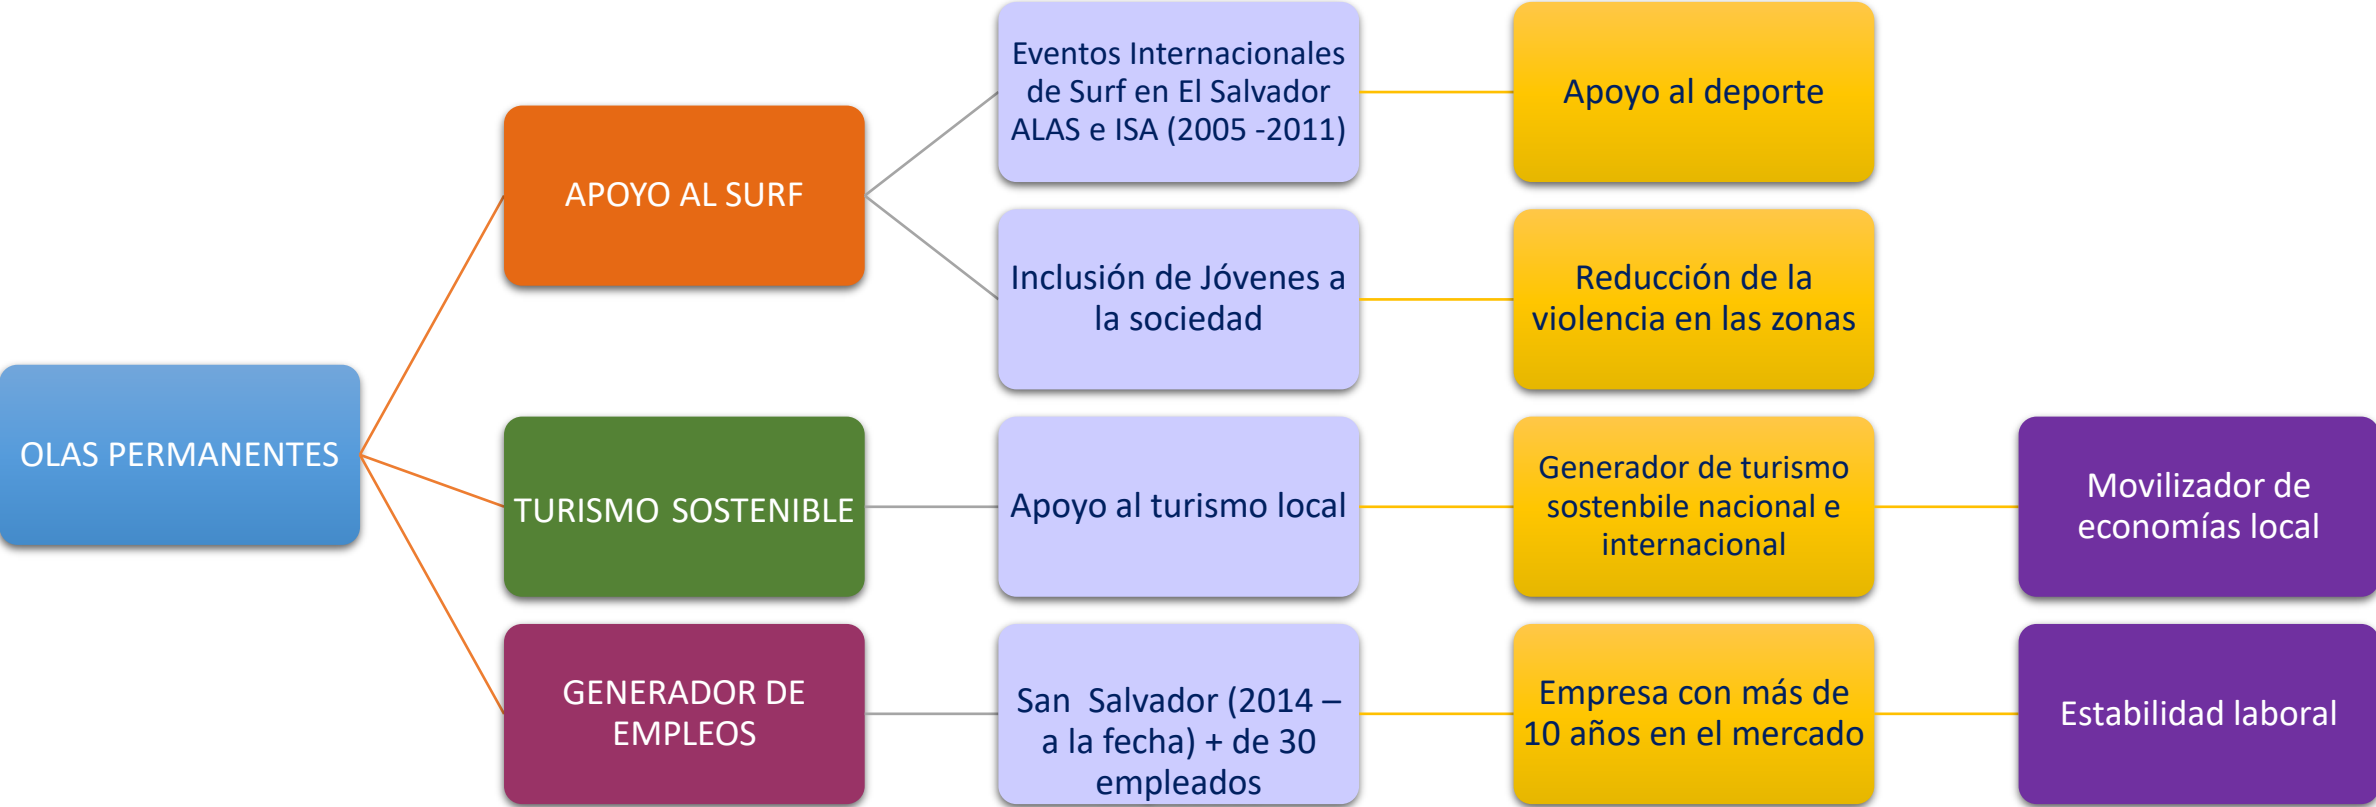 OLAS PERMANENTES
APOYO AL SURF
Eventos Internacionales
de Surf en El Salvador
ALAS e ISA (2005 -2011)
Apoyo al deporte
Inclusión de Jóvenes a
la sociedad
Reducción de la
violencia en las zonas
TURISMO SOSTENIBLE
Apoyo al turismo local
Generador de turismo
sostenbile nacional e
internacional
Movilizador de
economías local
GENERADOR DE
EMPLEOS
San Salvador (2014 –
a la fecha) + de 30
empleados
Empresa con más de
10 años en el mercado
Estabilidad laboral